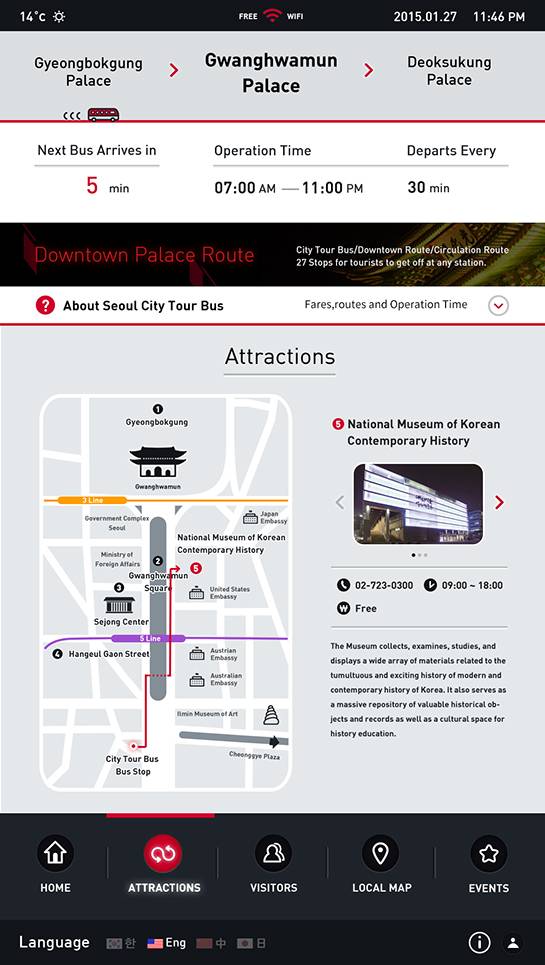 14˚c
FREE WIFI
2015.01.27 11:46 PM
Gyeongbokgung
Palace
Gwanghwamun
Palace
Deoksukung
Palace
Next Bus Arrives in
5 min
Operation Time
07:00 AM — 11:00 PM
Departs Every
30 min
Downtown Palace Route
City Tour Bus/Downtown Route/Circulation Route
27 Stops for tourists to get off at any station.
? About Seoul City Tour Bus
Fares,routes and Operation Time
Attractions
1
Gyeongbokgung
Gwanghwamun
3 Line
Government Complex
Seoul
Japan
Embassy
National Museum of Korean
Contemporary History
Ministry of
Foreign Affairs
2
Gwanghwamun
Square
5
3
Sejong Center
United States
Embassy
5 Line
4 Hangeul Gaon Street
Austrian
Embassy
Australian
Embassy
Ilmin Museum of Art
Cheonggye Plaza
City Tour Bus
Bus Stop
5 National Museum of Korean
Contemporary History
02-723-0300
09:00 ~ 18:00
₩ Free
The Museum collects, examines, studies, and
displays a wide array of materials related to the
tumultuous and exciting history of modern and
contemporary history of Korea. It also serves as
a massive repository of valuable historical ob-
jects and records as well as a cultural space for
history education.
HOME
ATTRACTIONS
VISITORS
LOCAL MAP
EVENTS
Language
한
Eng
中
日
i